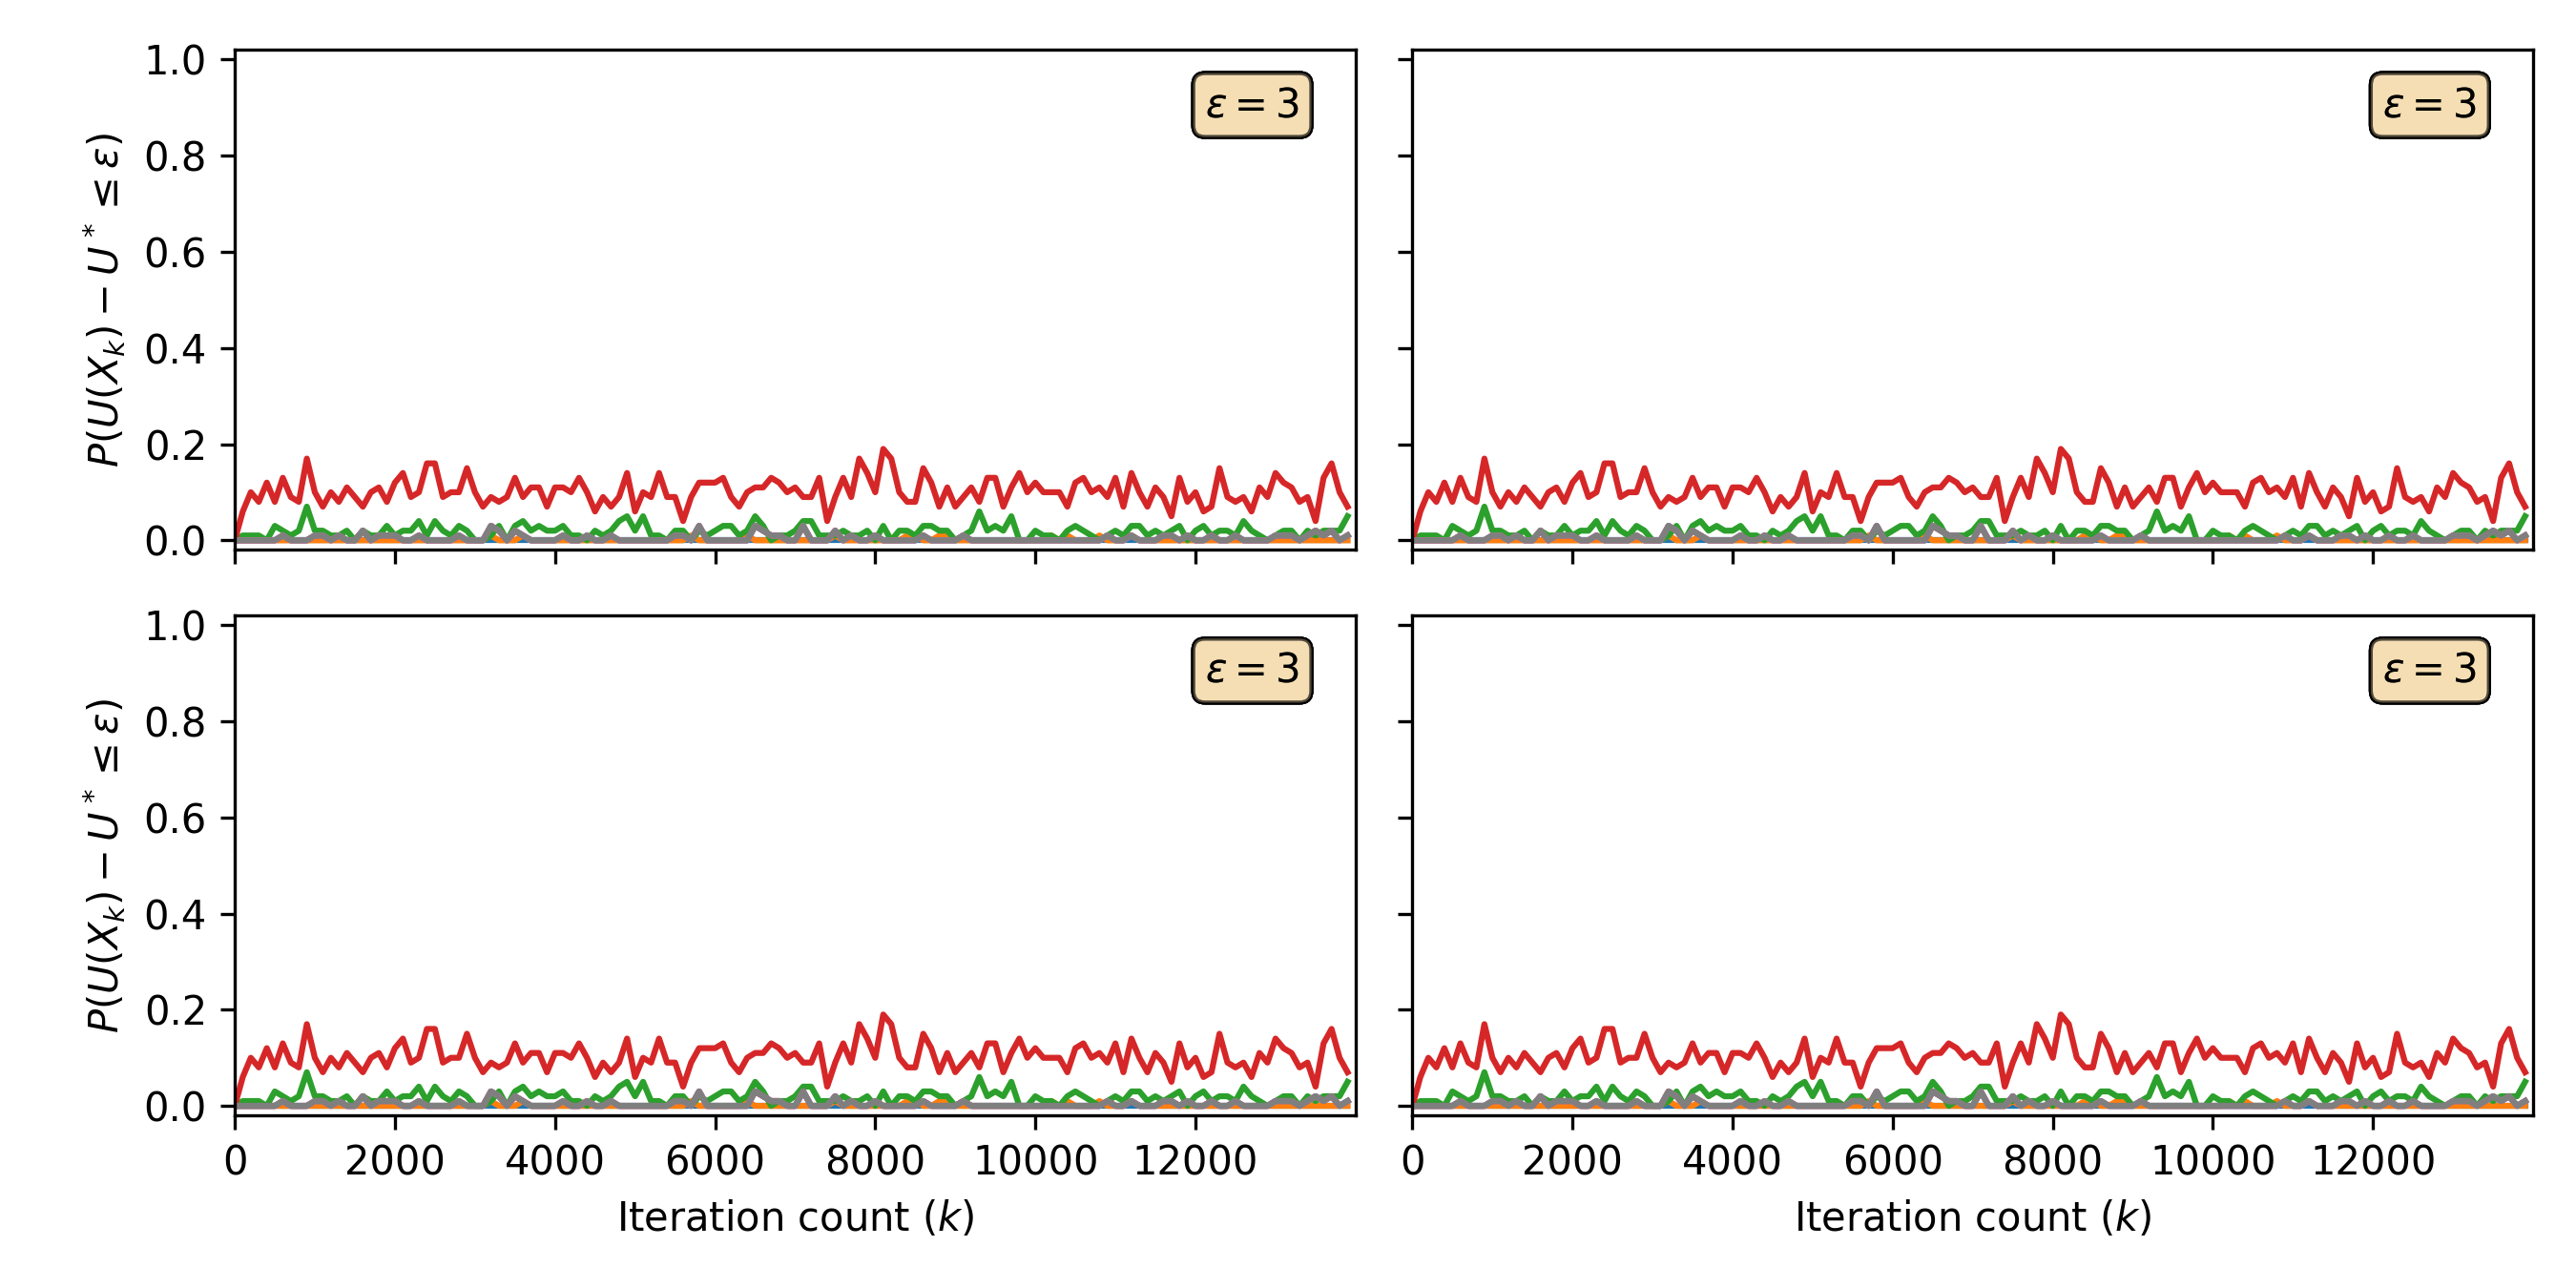 1.0
0.8
0.6
0.4
0.2
0.0
P(U(X_k) − U* ≤ ε)
ε = 3
ε = 3
1.0
0.8
0.6
0.4
0.2
0.0
P(U(X_k) − U* ≤ ε)
ε = 3
ε = 3
0 2000 4000 6000 8000 10000 12000
0 2000 4000 6000 8000 10000 12000
Iteration count (k)
Iteration count (k)